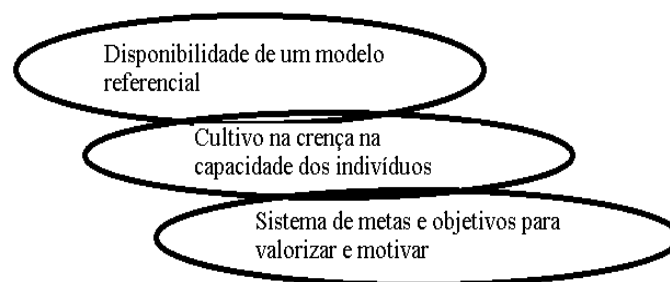 Disponibilidade de um modelo
referencial
Cultivo na crença na
capacidade dos indivíduos
Sistema de metas e objetivos para
valorizar e motivar